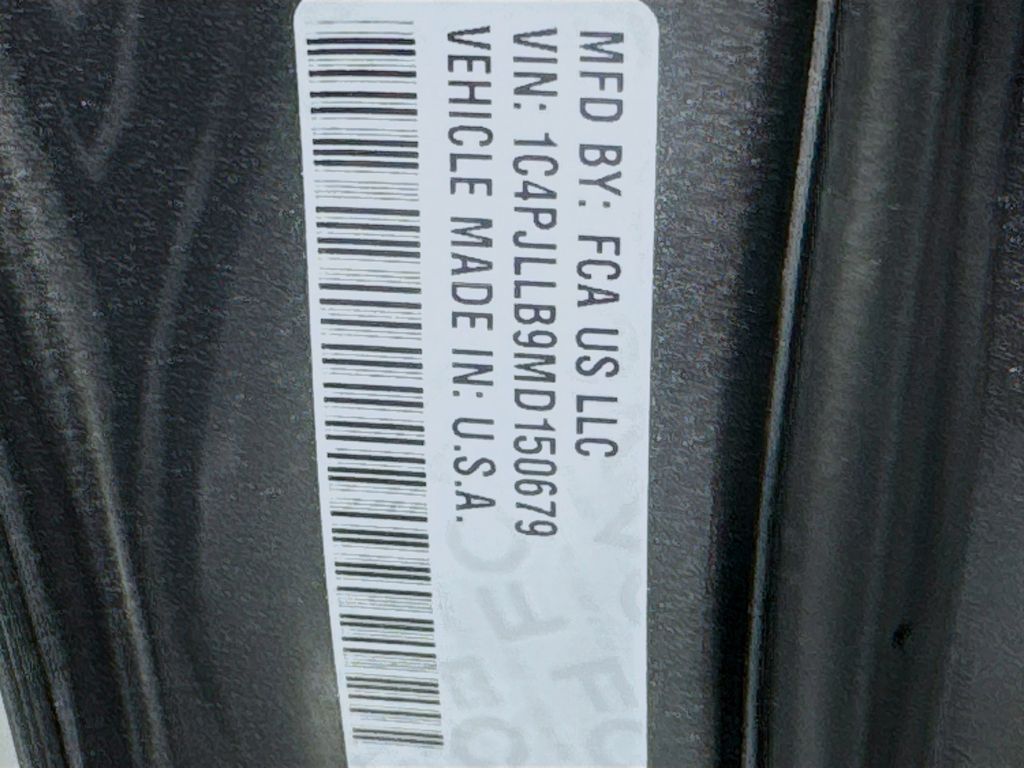 MFD BY: FCA US LLC
VIN: 1C4PJLLB9MD150679
VEHICLE MADE IN: U.S.A.